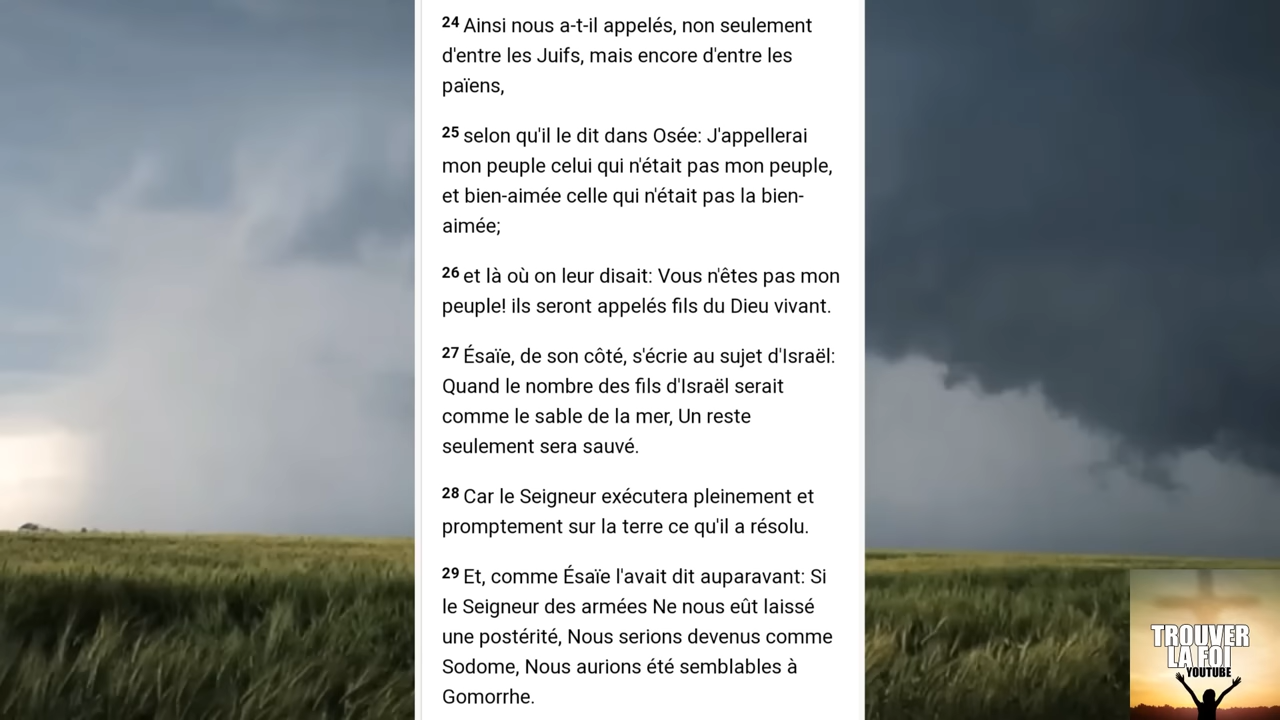 24 Ainsi nous a-t-il appelés, non seulement
d'entre les Juifs, mais encore d'entre les
païens,
25 selon qu'il le dit dans Osée: J'appellerai
mon peuple celui qui n'était pas mon peuple,
et bien-aimée celle qui n'était pas la bien-
aimée;
26 et là où on leur disait: Vous n'êtes pas mon
peuple! ils seront appelés fils du Dieu vivant.
27 Ésaïe, de son côté, s'écrie au sujet d'Israël:
Quand le nombre des fils d'Israël serait
comme le sable de la mer, Un reste
seulement sera sauvé.
28 Car le Seigneur exécutera pleinement et
promptement sur la terre ce qu'il a résolu.
29 Et, comme Ésaïe l'avait dit auparavant: Si
le Seigneur des armées Ne nous eût laissé
une postérité, Nous serions devenus comme
Sodome, Nous aurions été semblables à
Gomorrhe.
TROUVER
LA FOI
YOUTUBE